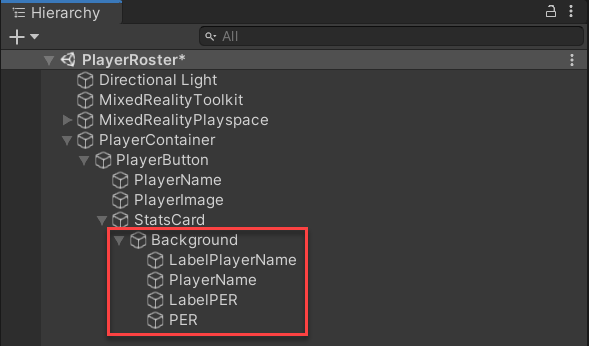 Hierarchy
All
PlayerRoster*
Directional Light
MixedRealityToolkit
MixedRealityPlayspace
PlayerContainer
PlayerButton
PlayerName
PlayerImage
StatsCard
Background
LabelPlayerName
PlayerName
LabelPER
PER